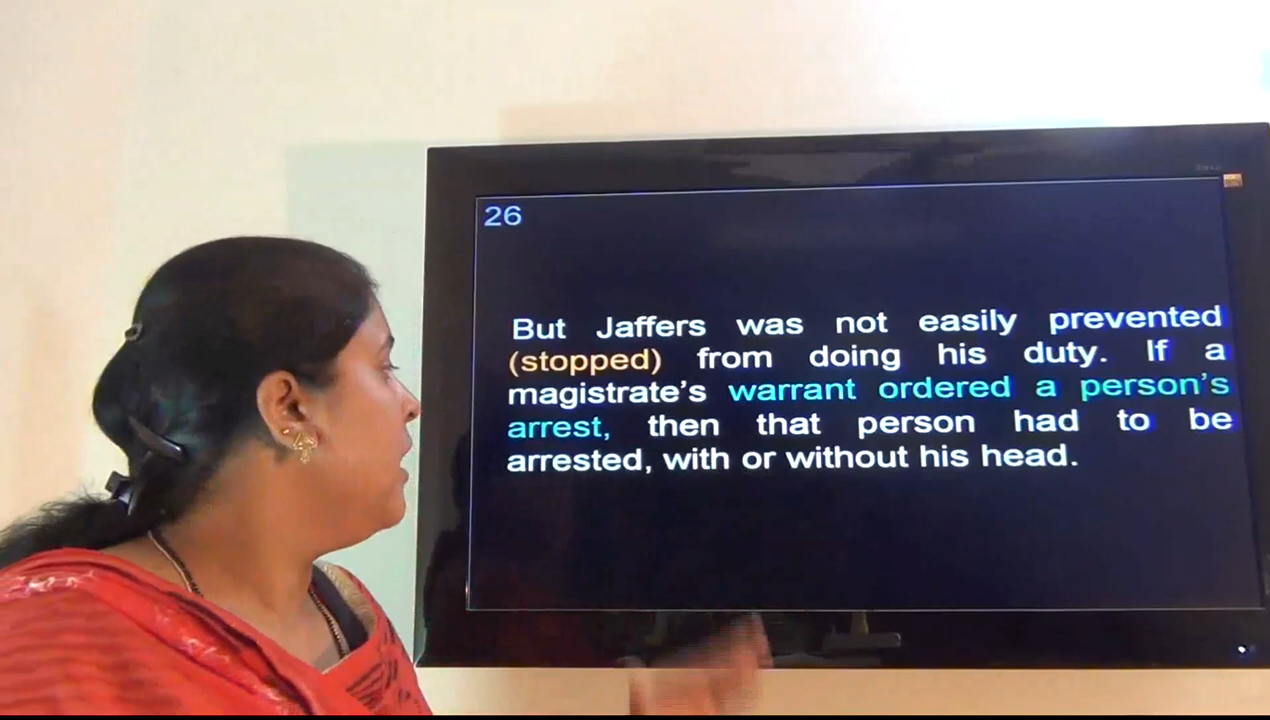 26
But Jaffers was not easily prevented
(stopped) from doing his duty. If a
magistrate's warrant ordered a person's
arrest, then that person had to be
arrested, with or without his head.